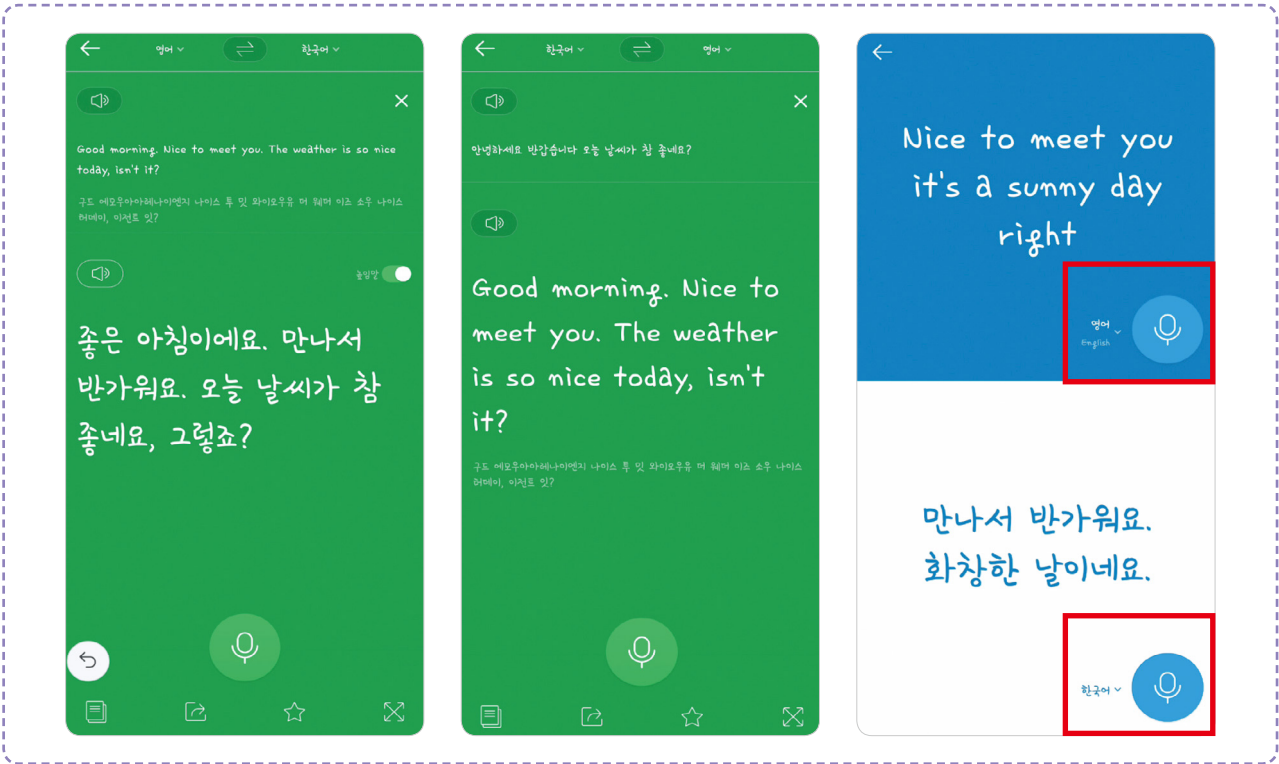 영어
한국어
Good morning. Nice to meet you. The weather is so nice
today, isn't it?
구드 에모우아아헤나이엔지 나이스 투 밋 와이오우유 더 웨더 이즈 소우 나이스
터데이, 이전트 잇?
높임말
좋은 아침이에요. 만나서
반가워요. 오늘 날씨가 참
좋네요, 그렇죠?
한국어
영어
안녕하세요 반갑습니다 오늘 날씨가 참 좋네요?
Good morning. Nice to
meet you. The weather
is so nice today, isn't
it?
구드 에모우아아헤나이엔지 나이스 투 밋 와이오우유 더 웨더 이즈 소우 나이스
터데이, 이전트 잇?
Nice to meet you
it's a sunny day
right
영어
English
만나서 반가워요.
화창한 날이네요.
한국어